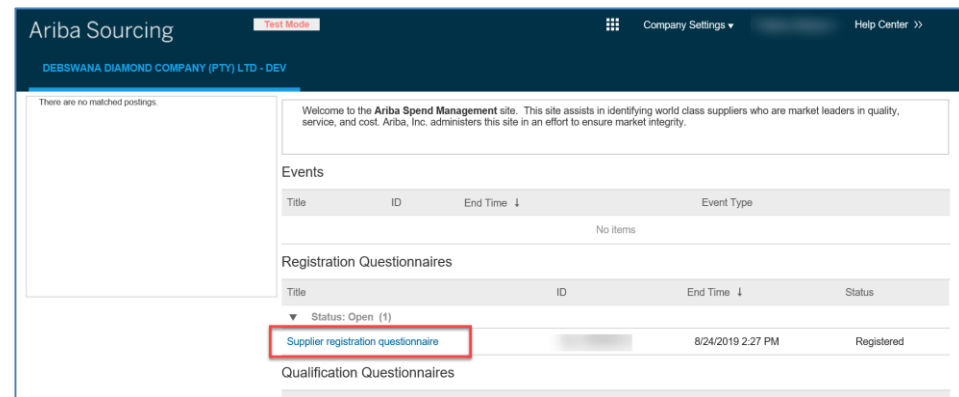 Ariba Sourcing
Test Mode
Company Settings ▾
Help Center >>
DEBSWANA DIAMOND COMPANY (PTY) LTD - DEV
There are no matched postings.
Welcome to the Ariba Spend Management site. This site assists in identifying world class suppliers who are market leaders in quality,
service, and cost. Ariba, Inc. administers this site in an effort to ensure market integrity.
Events
Title ID End Time ↓ Event Type
No items
Registration Questionnaires
Title ID End Time ↓ Status
▼ Status: Open (1)
Supplier registration questionnaire 8/24/2019 2:27 PM Registered
Qualification Questionnaires